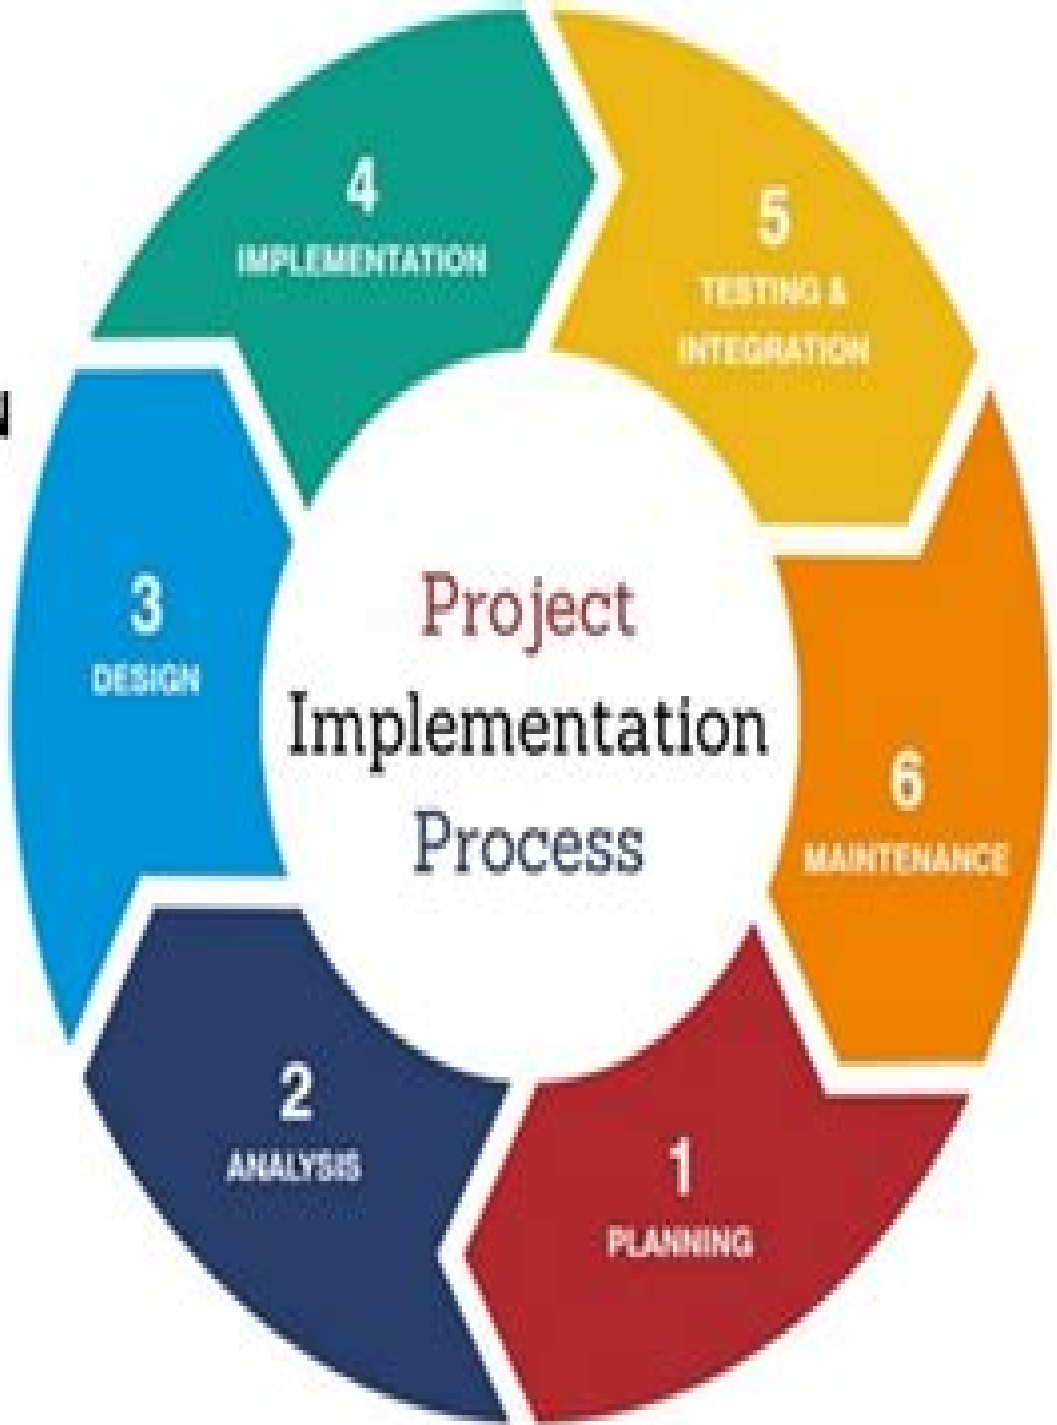 4
IMPLEMENTATION
5
TESTING &
INTEGRATION
3
DESIGN
Project
Implementation
Process
6
MAINTENANCE
2
ANALYSIS
1
PLANNING